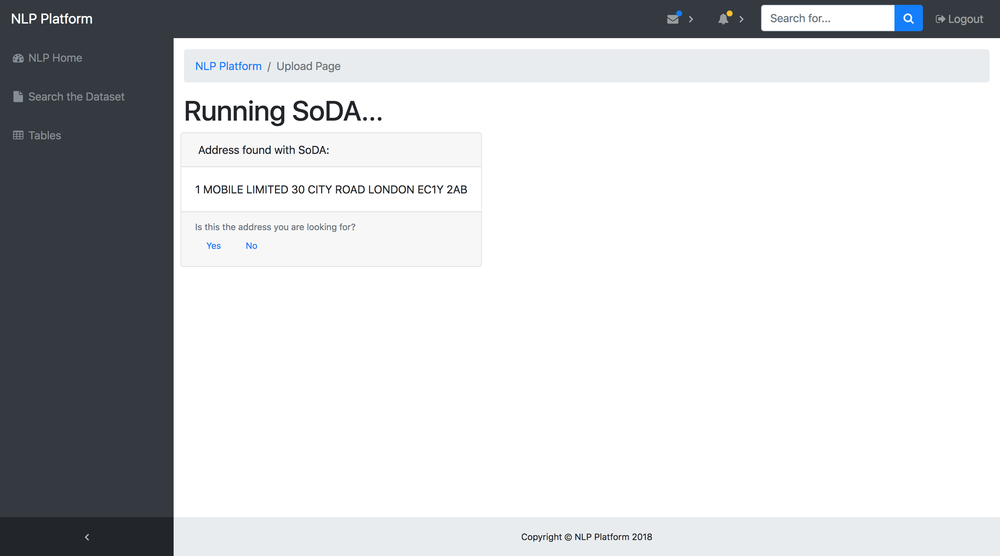 NLP Platform
Search for...
Logout
NLP Home
Search the Dataset
Tables
NLP Platform / Upload Page
Running SoDA...
Address found with SoDA:
1 MOBILE LIMITED 30 CITY ROAD LONDON EC1Y 2AB
Is this the address you are looking for?
Yes No
Copyright © NLP Platform 2018